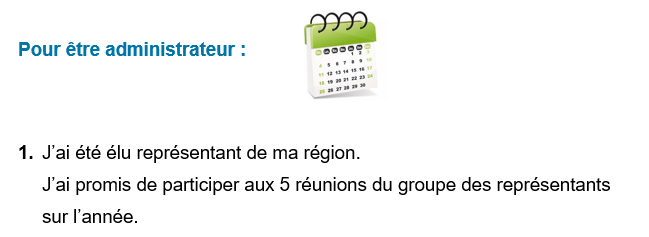 Pour être administrateur :
1. J’ai été élu représentant de ma région.
J’ai promis de participer aux 5 réunions du groupe des représentants
sur l’année.